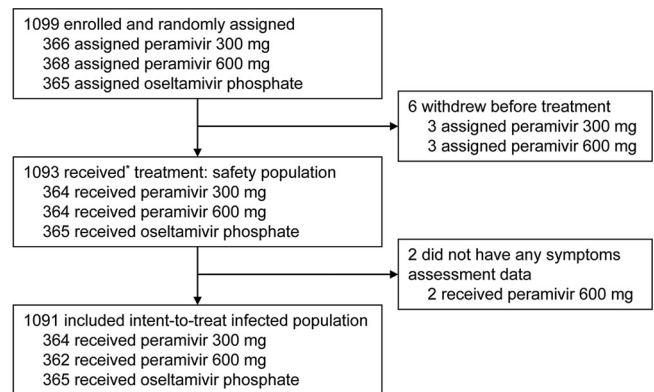 1099 enrolled and randomly assigned
366 assigned peramivir 300 mg
368 assigned peramivir 600 mg
365 assigned oseltamivir phosphate
6 withdrew before treatment
3 assigned peramivir 300 mg
3 assigned peramivir 600 mg
1093 received* treatment: safety population
364 received peramivir 300 mg
364 received peramivir 600 mg
365 received oseltamivir phosphate
2 did not have any symptoms
assessment data
2 received peramivir 600 mg
1091 included intent-to-treat infected population
364 received peramivir 300 mg
362 received peramivir 600 mg
365 received oseltamivir phosphate